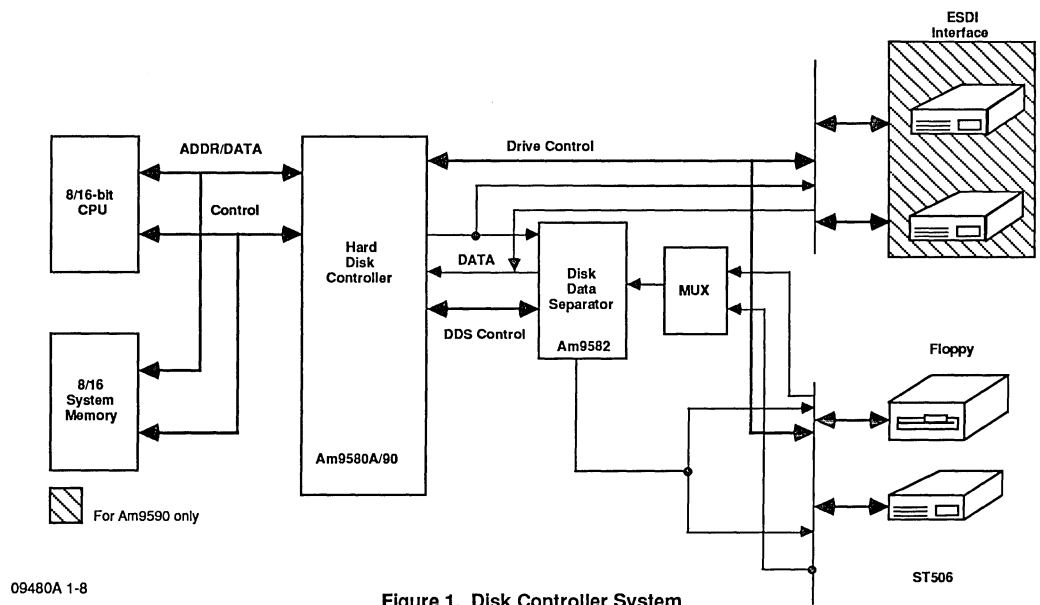 ESDI
Interface
ADDR/DATA
Drive Control
8/16-bit
CPU
Control
Hard
Disk
Controller
DATA
Disk
Data
Separator
MUX
DDS Control
Am9582
Floppy
8/16
System
Memory
Am9580A/90
For Am9590 only
ST506
09480A 1-8
Figure 1. Disk Controller System